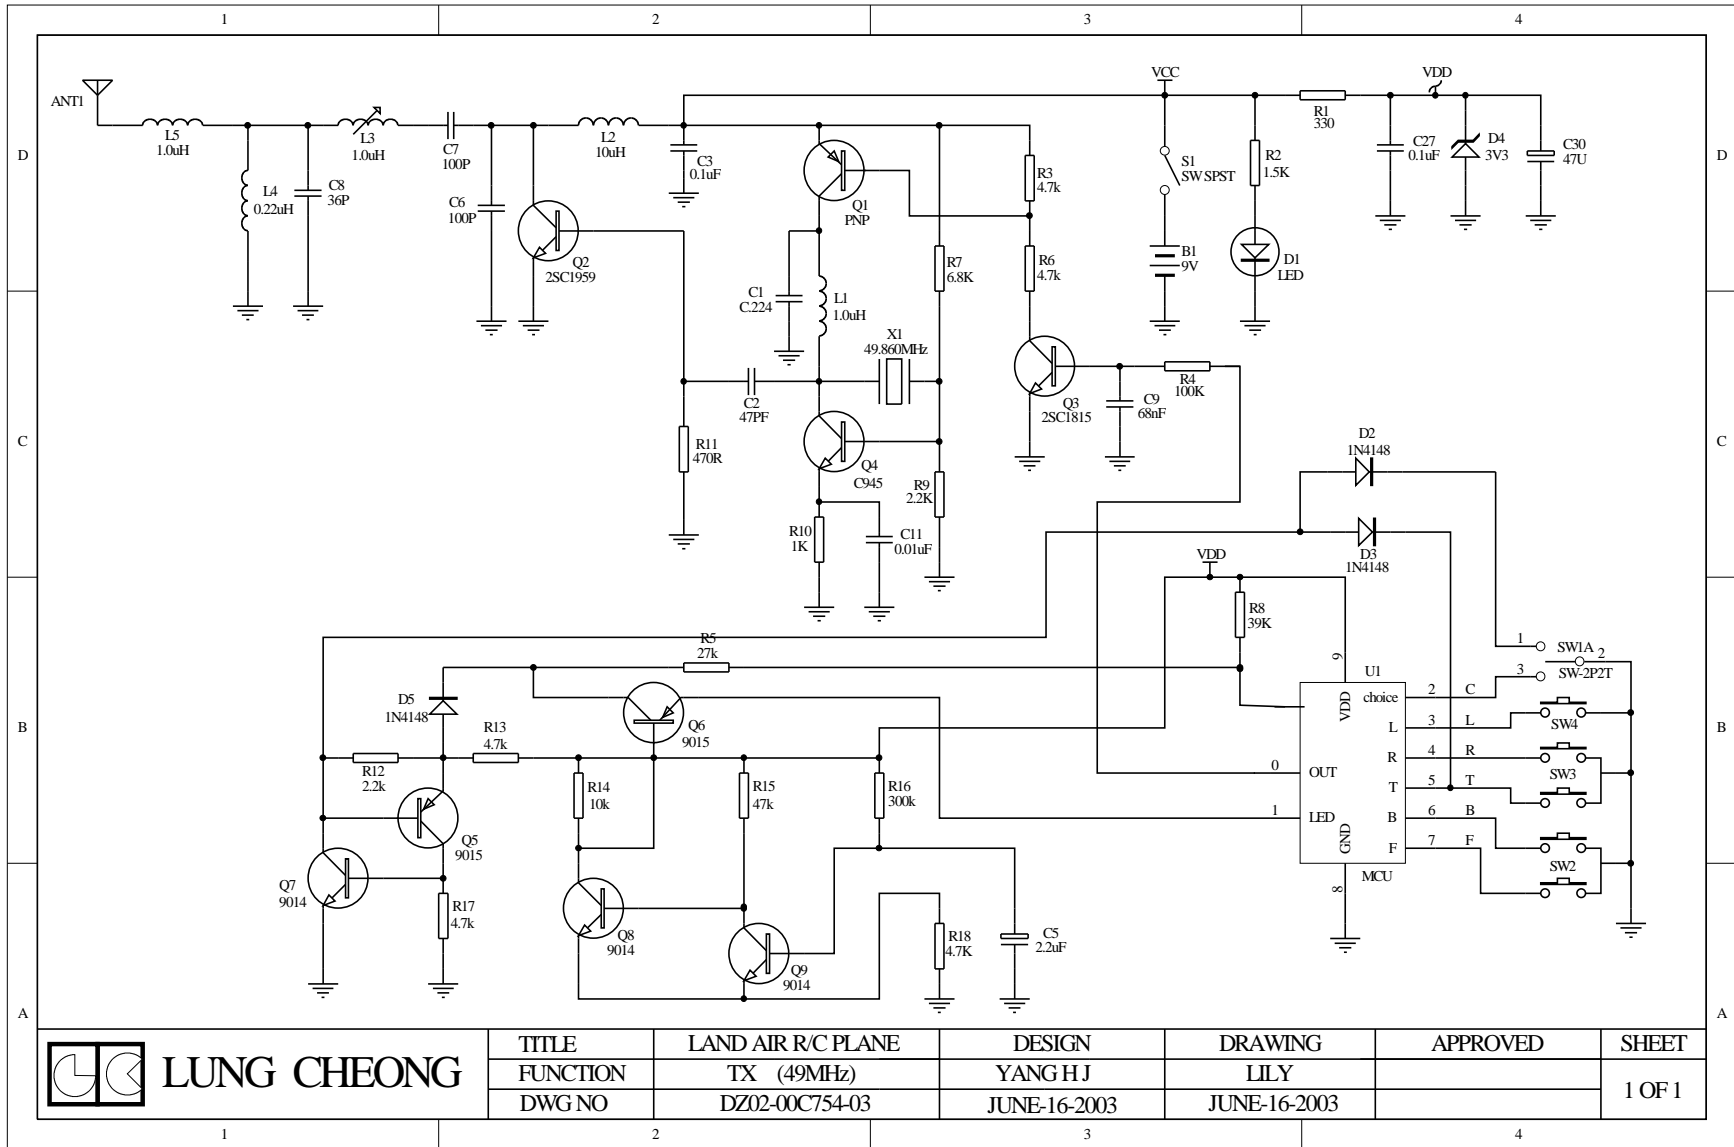 1 2 3 4
D
C
B
A
D
C
B
A
ANT1
L5
1.0uH
L4
0.22uH
C8
36P
L3
1.0uH
C7
100P
C6
100P
Q2
2SC1959
L2
10uH
C3
0.1uF
Q1
PNP
R3
4.7k
R6
4.7k
R7
6.8K
C1
C.224
L1
1.0uH
X1
49.860MHz
C2
47PF
R11
470R
Q4
C945
R9
2.2K
R10
1K
C11
0.01uF
Q3
2SC1815
C9
68nF
R4
100K
VCC
S1
SW SPST
B1
9V
R2
1.5K
D1
LED
R1
330
VDD
C27
0.1uF
D4
3V3
C30
47U
D2
1N4148
D3
1N4148
VDD
R8
39K
R5
27k
D5
1N4148
R13
4.7k
R12
2.2k
Q6
9015
Q5
9015
Q7
9014
R17
4.7k
R14
10k
R15
47k
R16
300k
Q8
9014
Q9
9014
R18
4.7K
C5
2.2uF
U1
9
VDD
choice 2 C
L 3 L
R 4 R
T 5 T
B 6 B
F 7 F
0 OUT
1 LED
GND
8
MCU
1
3
2
SW1A
SW-2P2T
SW4
SW3
SW2
LUNG CHEONG
TITLE LAND AIR R/C PLANE DESIGN DRAWING APPROVED SHEET
FUNCTION TX (49MHz) YANG H J LILY
DWG NO DZ02-00C754-03 JUNE-16-2003 JUNE-16-2003 1 OF 1
1 2 3 4